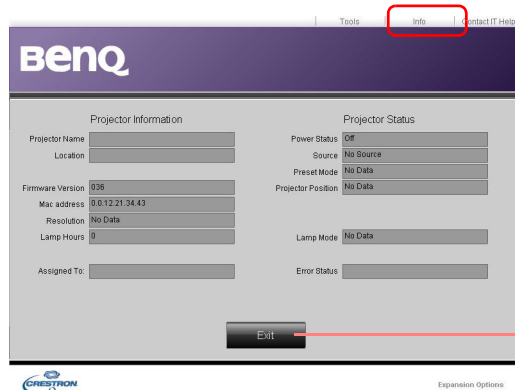 Tools Info Contact IT Help
BenQ
Projector Information
Projector Name
Location
Firmware Version 036
Mac address 0.0.12.21.34.43
Resolution No Data
Lamp Hours 0
Assigned To:
Projector Status
Power Status Off
Source No Source
Preset Mode No Data
Projector Position No Data
Lamp Mode No Data
Error Status
Exit
CRESTRON
Expansion Options